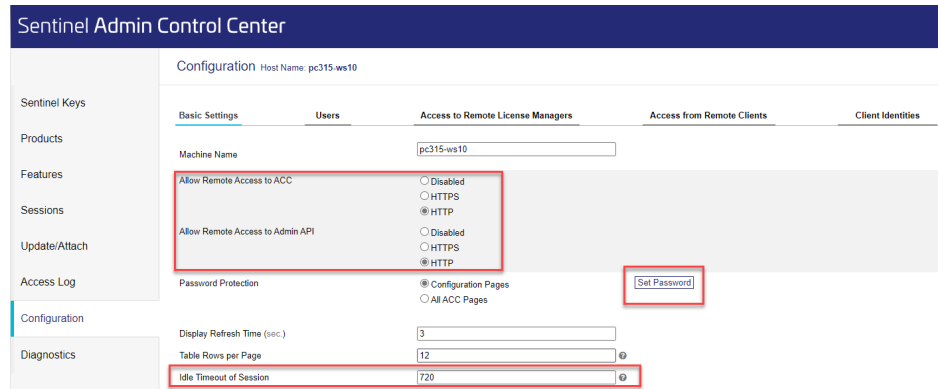 Sentinel Admin Control Center
Configuration Host Name: pc315-ws10
Sentinel Keys
Products
Features
Sessions
Update/Attach
Access Log
Configuration
Diagnostics
Basic Settings Users Access to Remote License Managers Access from Remote Clients Client Identities
Machine Name pc315-ws10
Allow Remote Access to ACC Disabled
HTTPS
HTTP
Allow Remote Access to Admin API Disabled
HTTPS
HTTP
Password Protection Configuration Pages Set Password
All ACC Pages
Display Refresh Time (sec.) 3
Table Rows per Page 12 ?
Idle Timeout of Session 720 ?